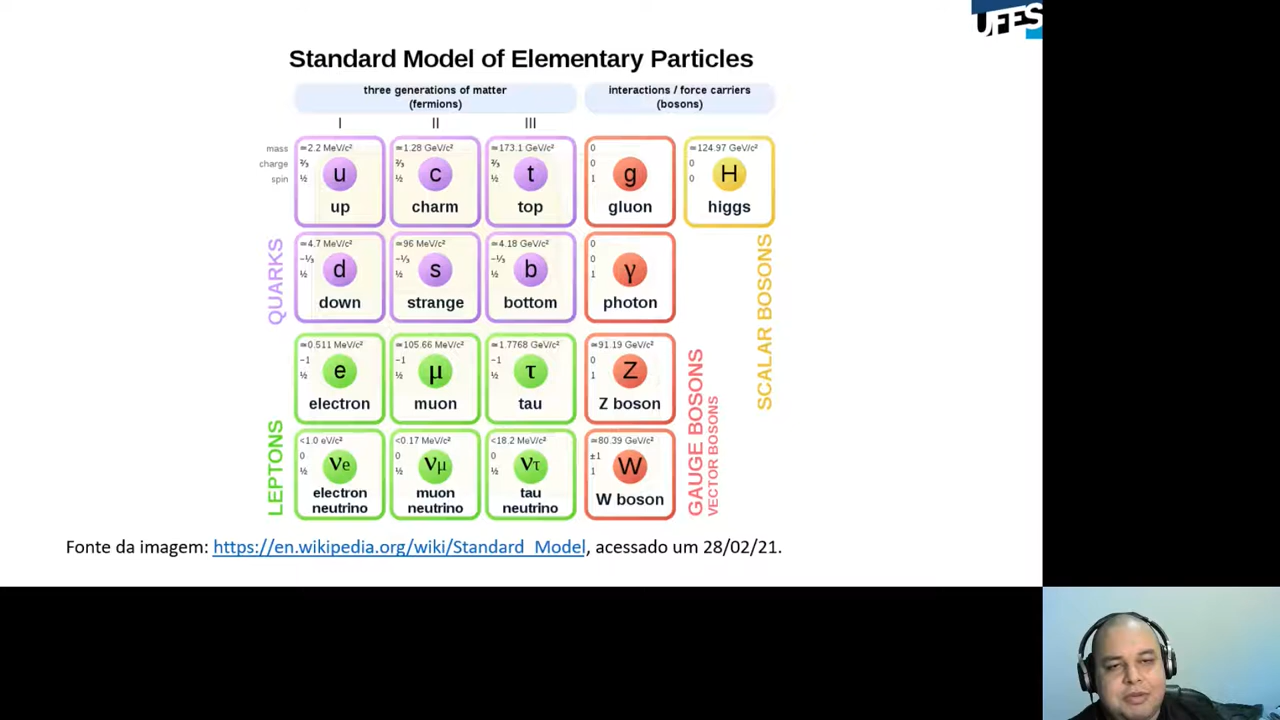 UFES
Standard Model of Elementary Particles
three generations of matter
(fermions)
interactions / force carriers
(bosons)
I II III
mass
charge
spin
≃2.2 MeV/c²
⅔
½
u
up
≃1.28 GeV/c²
⅔
½
c
charm
≃173.1 GeV/c²
⅔
½
t
top
0
0
1
g
gluon
≃124.97 GeV/c²
0
0
H
higgs
QUARKS
≃4.7 MeV/c²
−⅓
½
d
down
≃96 MeV/c²
−⅓
½
s
strange
≃4.18 GeV/c²
−⅓
½
b
bottom
0
0
1
γ
photon
SCALAR BOSONS
≃0.511 MeV/c²
−1
½
e
electron
≃105.66 MeV/c²
−1
½
μ
muon
≃1.7768 GeV/c²
−1
½
τ
tau
≃91.19 GeV/c²
0
1
Z
Z boson
LEPTONS
<1.0 eV/c²
0
½
νe
electron
neutrino
<0.17 MeV/c²
0
½
νμ
muon
neutrino
<18.2 MeV/c²
0
½
ντ
tau
neutrino
≃80.39 GeV/c²
±1
1
W
W boson
GAUGE BOSONS
VECTOR BOSONS
Fonte da imagem: https://en.wikipedia.org/wiki/Standard_Model, acessado um 28/02/21.